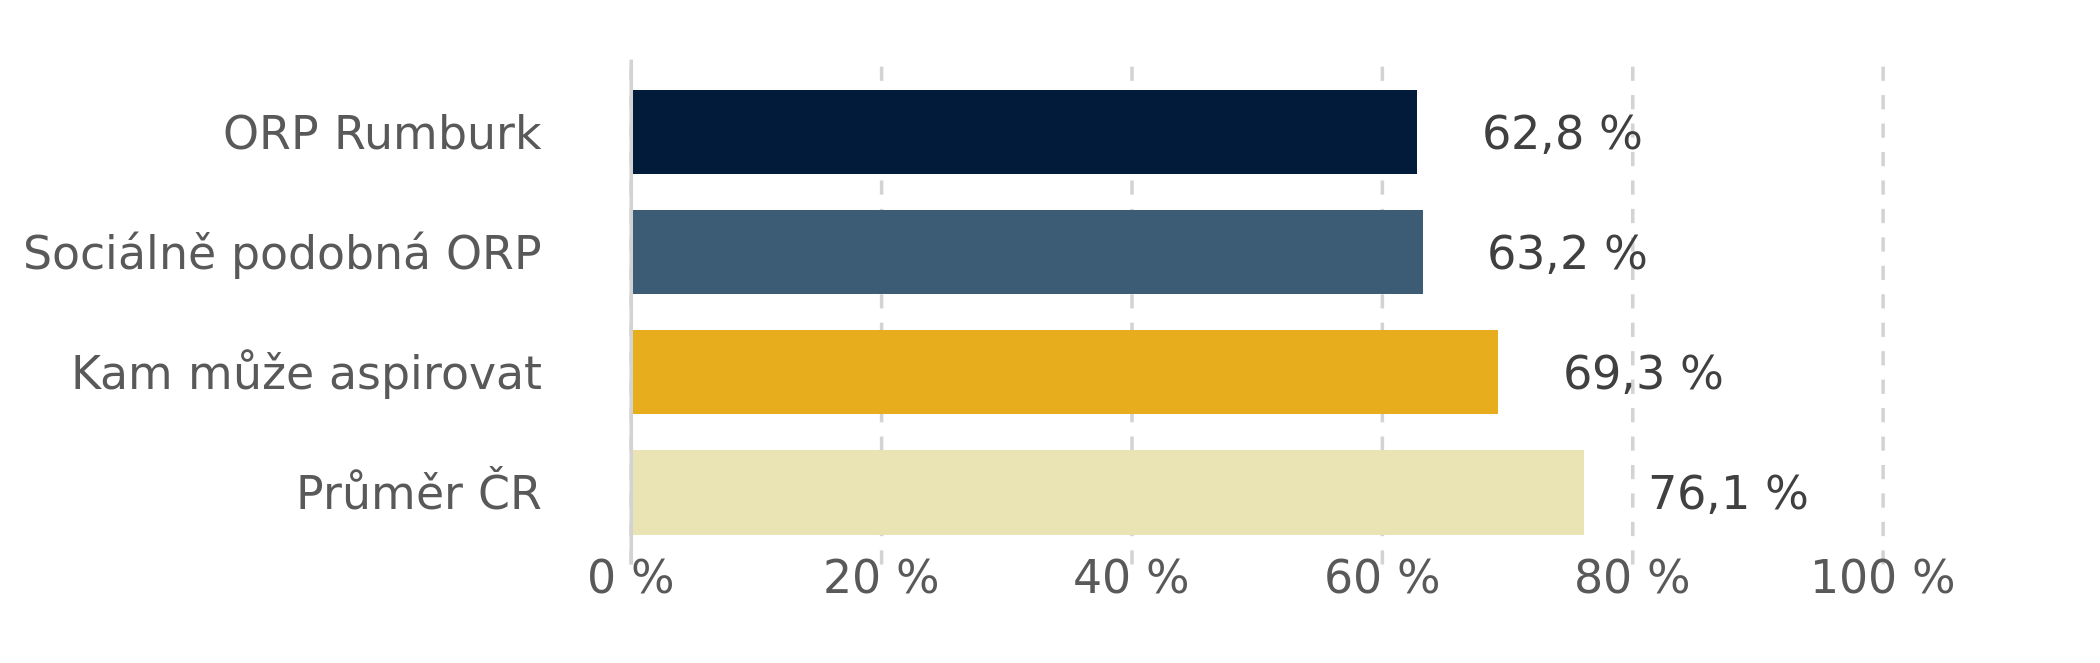 ORP Rumburk 62,8 %
Sociálně podobná ORP 63,2 %
Kam může aspirovat 69,3 %
Průměr ČR 76,1 %
0 % 20 % 40 % 60 % 80 % 100 %